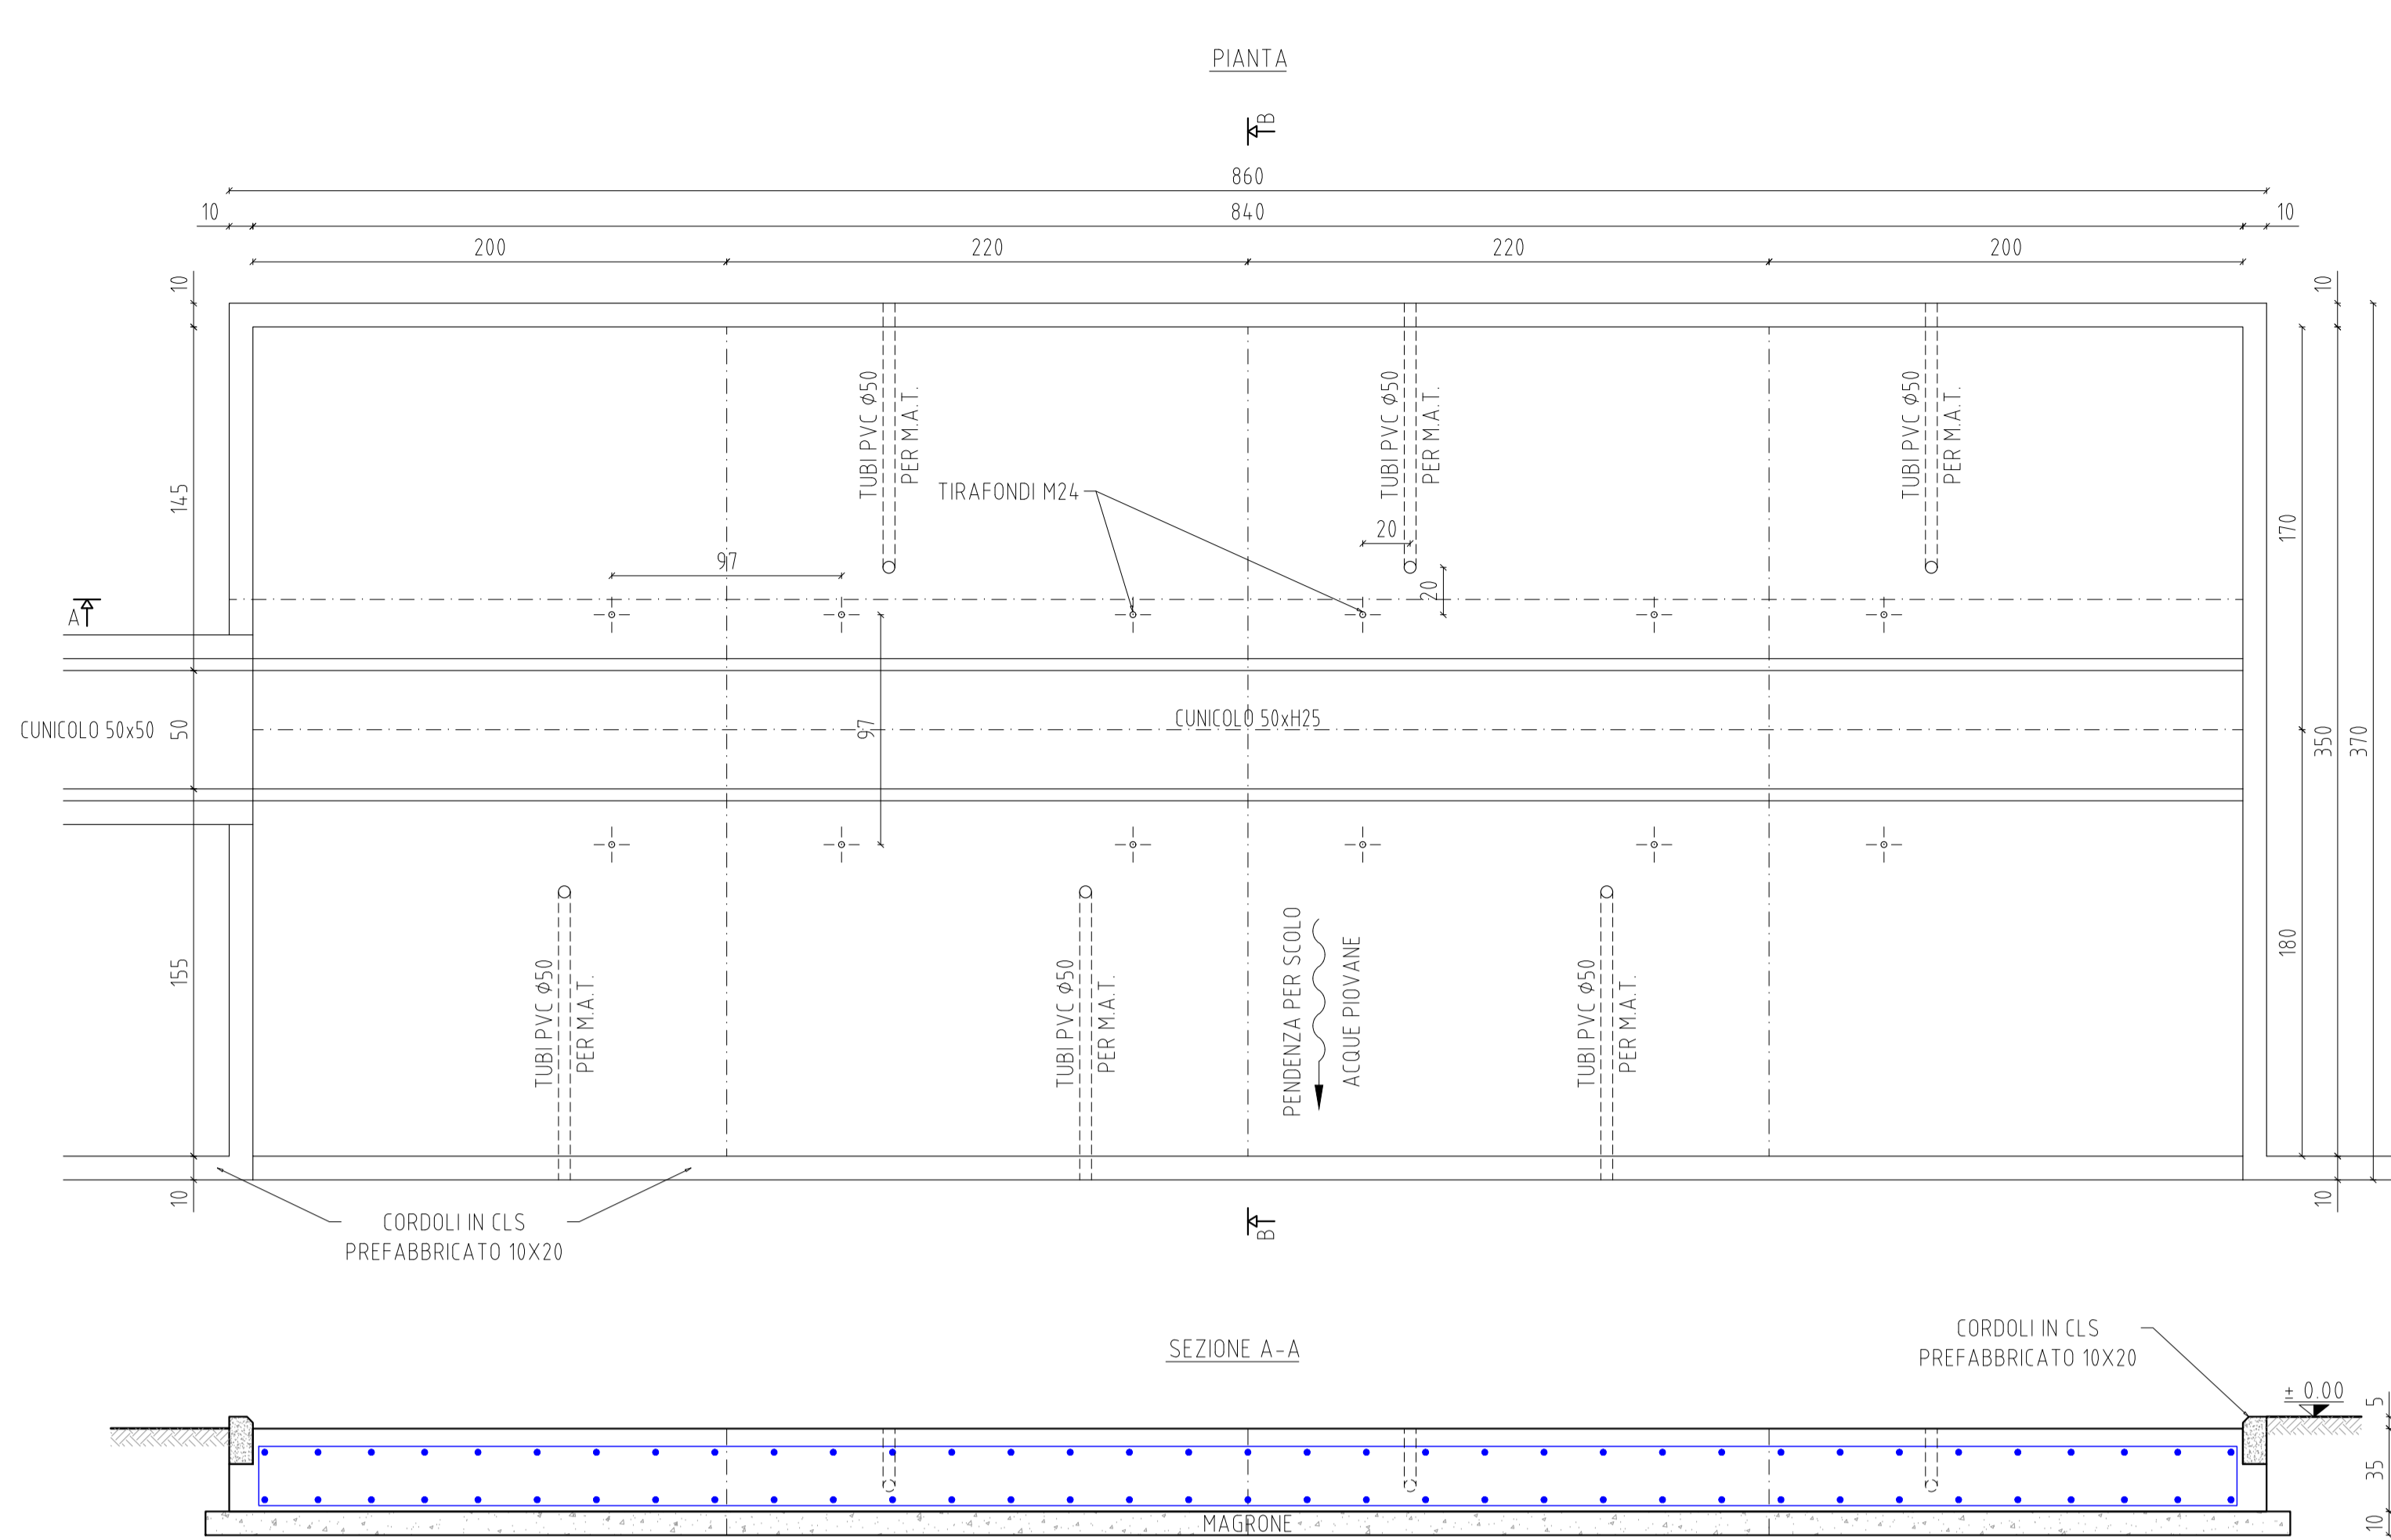 PIANTA
B
860
10
840
10
200
220
220
200
10
10
TUBI PVC ϕ50
PER M.A.T.
TUBI PVC ϕ50
PER M.A.T.
TUBI PVC ϕ50
PER M.A.T.
TIRAFONDI M24
145
170
20
97
20
A
CUNICOLO 50x50
50
97
CUNICOLO 50xH25
350
370
155
180
TUBI PVC ϕ50
PER M.A.T.
TUBI PVC ϕ50
PER M.A.T.
PENDENZA PER SCOLO
ACQUE PIOVANE
TUBI PVC ϕ50
PER M.A.T.
10
10
CORDOLI IN CLS
PREFABBRICATO 10X20
B
SEZIONE A-A
CORDOLI IN CLS
PREFABBRICATO 10X20
± 0.00
5
35
10
MAGRONE